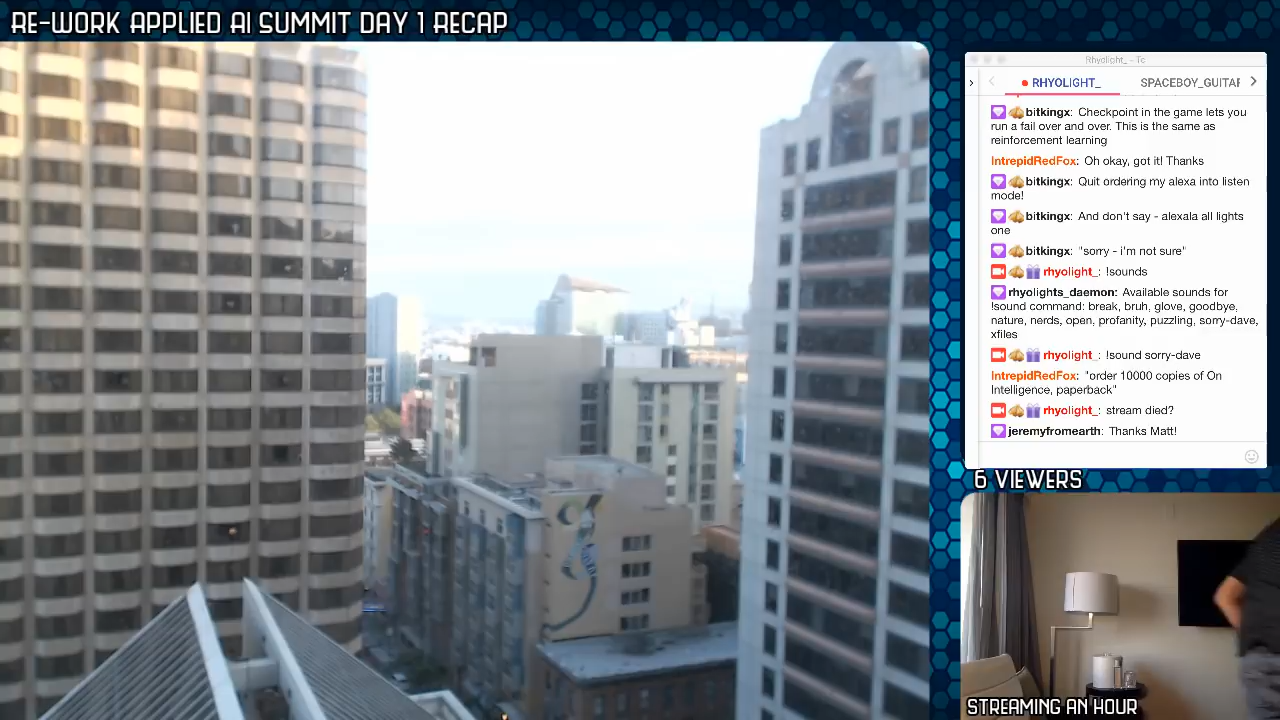 RE-WORK APPLIED AI SUMMIT DAY 1 RECAP
Rhyolight_ - Tc
RHYOLIGHT_ SPACEBOY_GUITAR
bitkingx: Checkpoint in the game lets you
run a fail over and over. This is the same as
reinforcement learning
IntrepidRedFox: Oh okay, got it! Thanks
bitkingx: Quit ordering my alexa into listen
mode!
bitkingx: And don't say - alexala all lights
one
bitkingx: "sorry - i'm not sure"
rhyolight_: !sounds
rhyolights_daemon: Available sounds for
!sound command: break, bruh, glove, goodbye,
nature, nerds, open, profanity, puzzling, sorry-dave,
xfiles
rhyolight_: !sound sorry-dave
IntrepidRedFox: "order 10000 copies of On
Intelligence, paperback"
rhyolight_: stream died?
jeremyfromearth: Thanks Matt!
6 VIEWERS
STREAMING AN HOUR